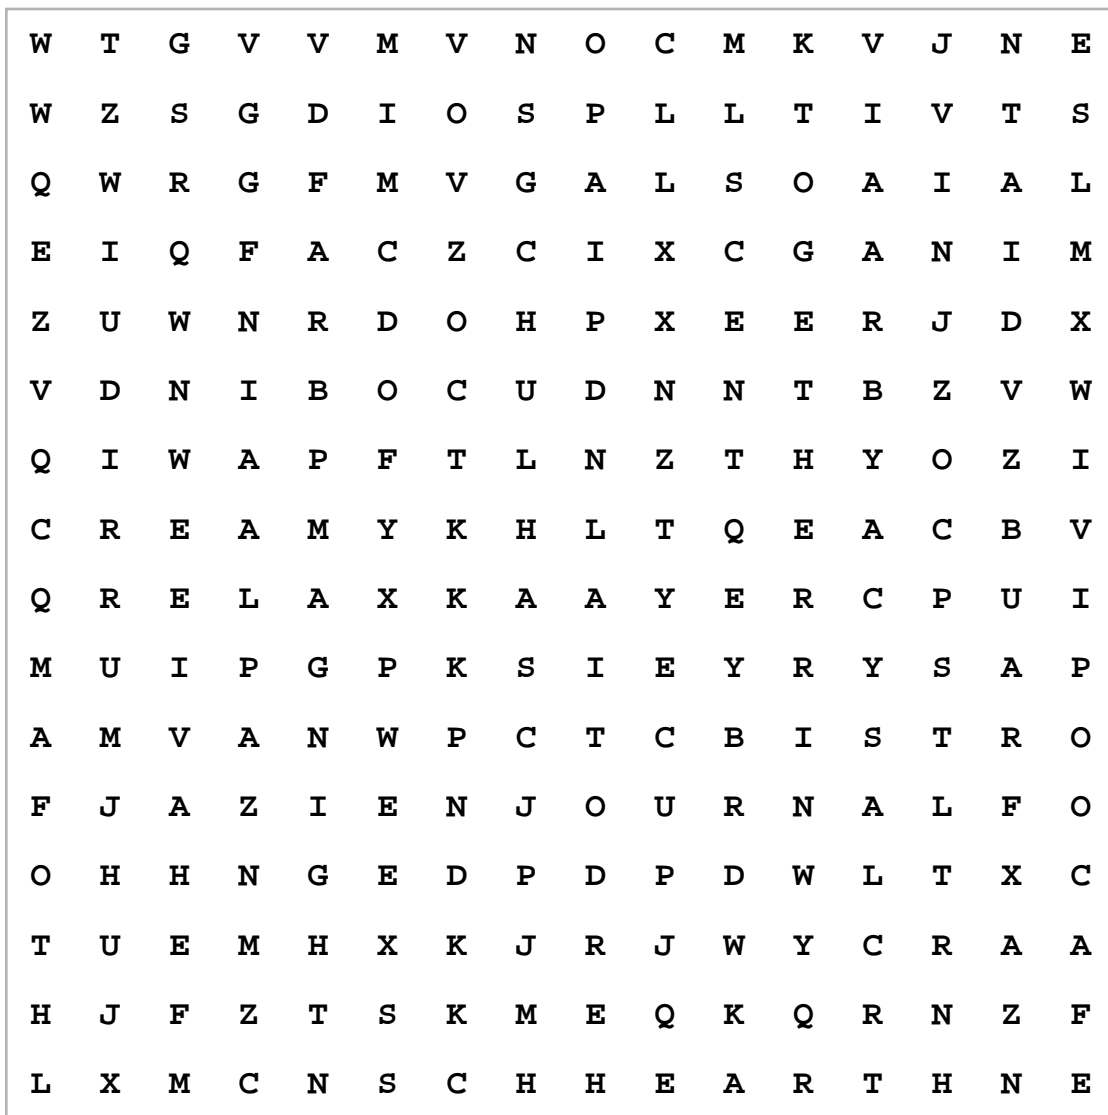 W T G V V M V N O C M K V J N E
W Z S G D I O S P L L T I V T S
Q W R G F M V G A L S O A I A L
E I Q F A C Z C I X C G A N I M
Z U W N R D O H P X E E R J D X
V D N I B O C U D N N T B Z V W
Q I W A P F T L N Z T H Y O Z I
C R E A M Y K H L T Q E A C B V
Q R E L A X K A A Y E R C P U I
M U I P G P K S I E Y R Y S A P
A M V A N W P C T C B I S T R O
F J A Z I E N J O U R N A L F O
O H H N G E D P D P D W L T X C
T U E M H X K J R J W Y C R A A
H J F Z T S K M E Q K Q R N Z F
L X M C N S C H H E A R T H N E